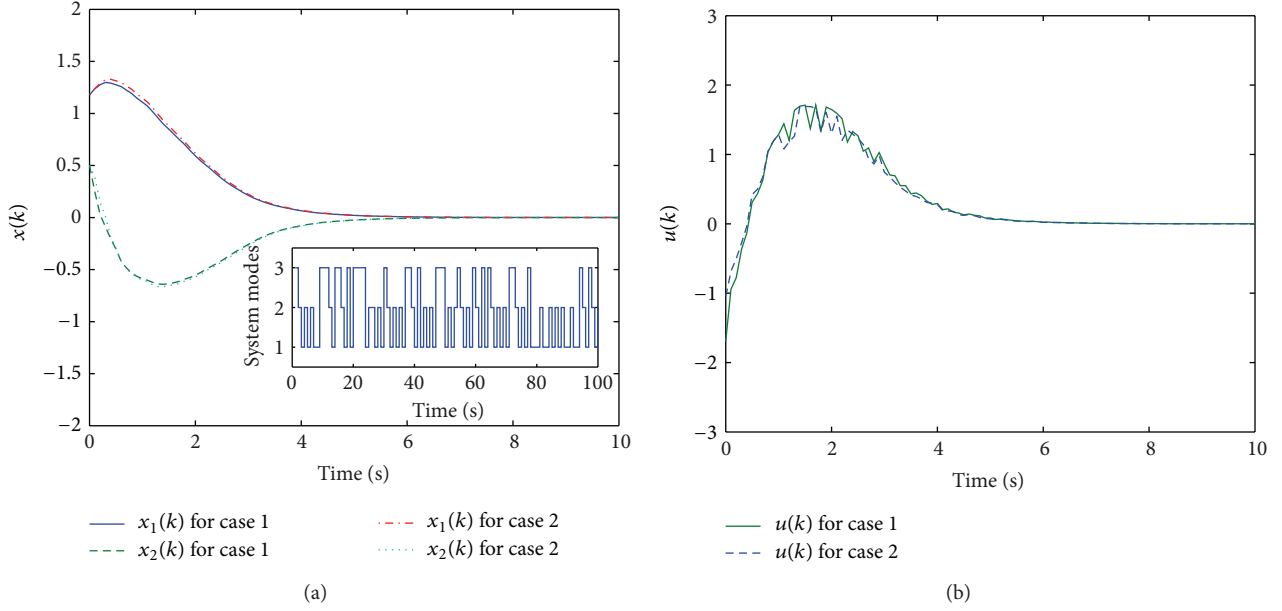 2
1.5
1
0.5
0
−0.5
−1
−1.5
−2
x(k)
0 2 4 6 8 10
Time (s)
3
2
1
System modes
0 20 40 60 80 100
Time (s)
x1(k) for case 1
x2(k) for case 1
x1(k) for case 2
x2(k) for case 2
(a)
3
2
1
0
−1
−2
−3
u(k)
0 2 4 6 8 10
Time (s)
u(k) for case 1
u(k) for case 2
(b)